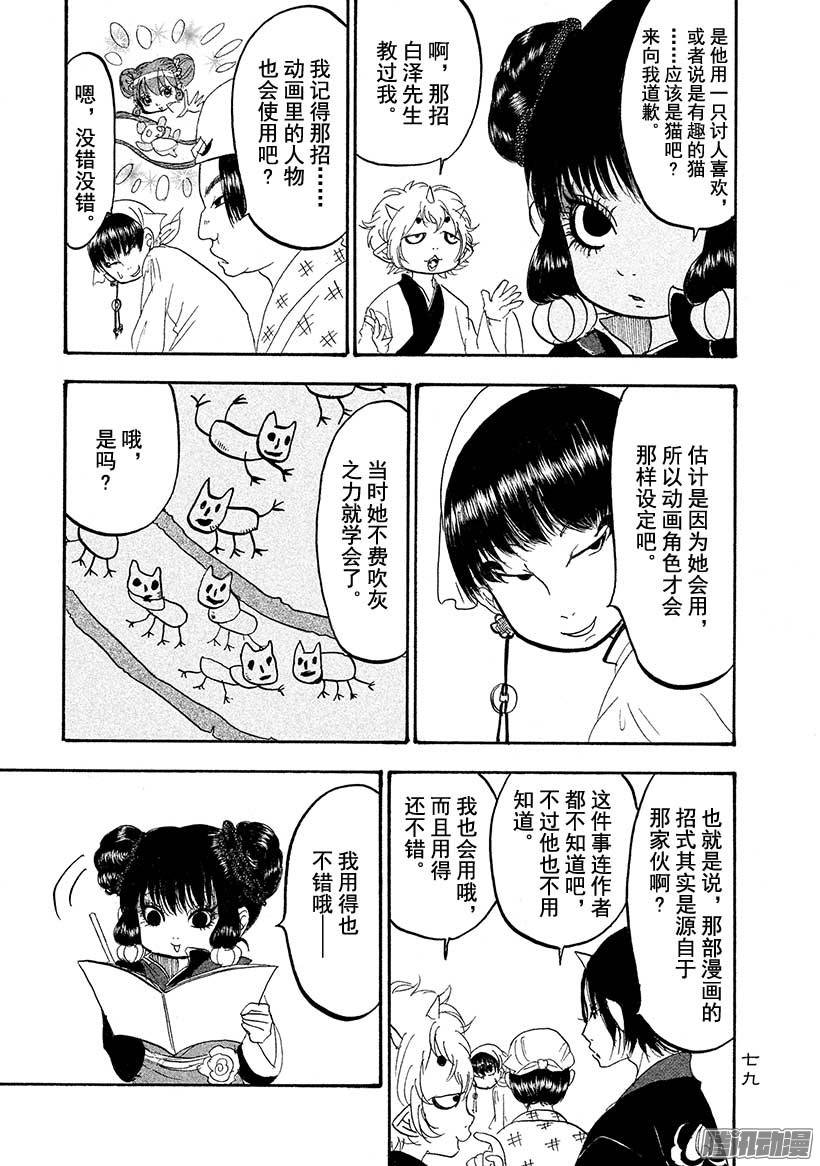 是他用一只讨人喜欢，
或者说是有趣的猫
……应该是猫吧？
来向我道歉。
啊，那招
白泽先生
教过我。
我记得那招……
动画里的人物
也会使用吧？
嗯，没错没错。
估计是因为她会用，
所以动画角色才会
那样设定吧。
当时她不费吹灰
之力就学会了。
哦，
是吗？
也就是说，那部漫画的
招式其实是源自于
那家伙啊？
这件事连作者
都不知道吧，
不过他也不用
知道。
我也会用哦，
而且用得
还不错。
我用得也
不错哦——
七九
腾讯动漫